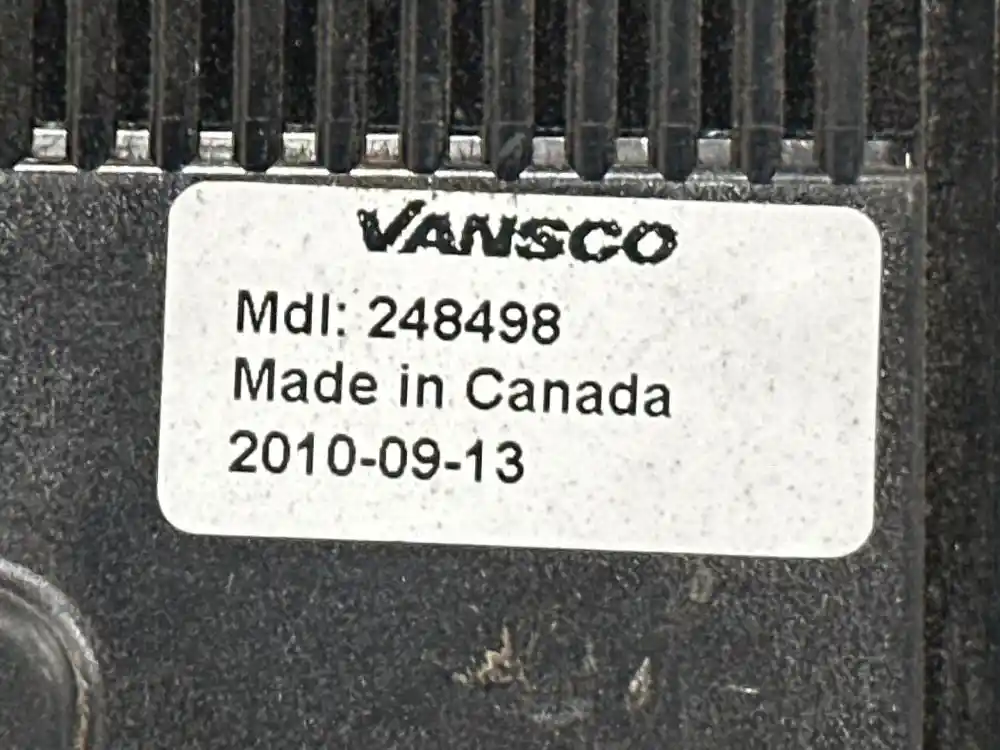 VANSCO
Mdl: 248498
Made in Canada
2010-09-13